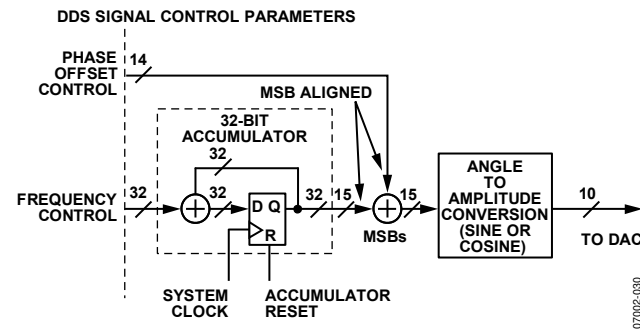 DDS SIGNAL CONTROL PARAMETERS
PHASE
OFFSET
CONTROL
14
MSB ALIGNED
32-BIT
ACCUMULATOR
32
FREQUENCY
CONTROL
32
32
D Q
R
32
15
15
MSBs
ANGLE
TO
AMPLITUDE
CONVERSION
(SINE OR
COSINE)
10
TO DAC
SYSTEM
CLOCK
ACCUMULATOR
RESET
07002-030